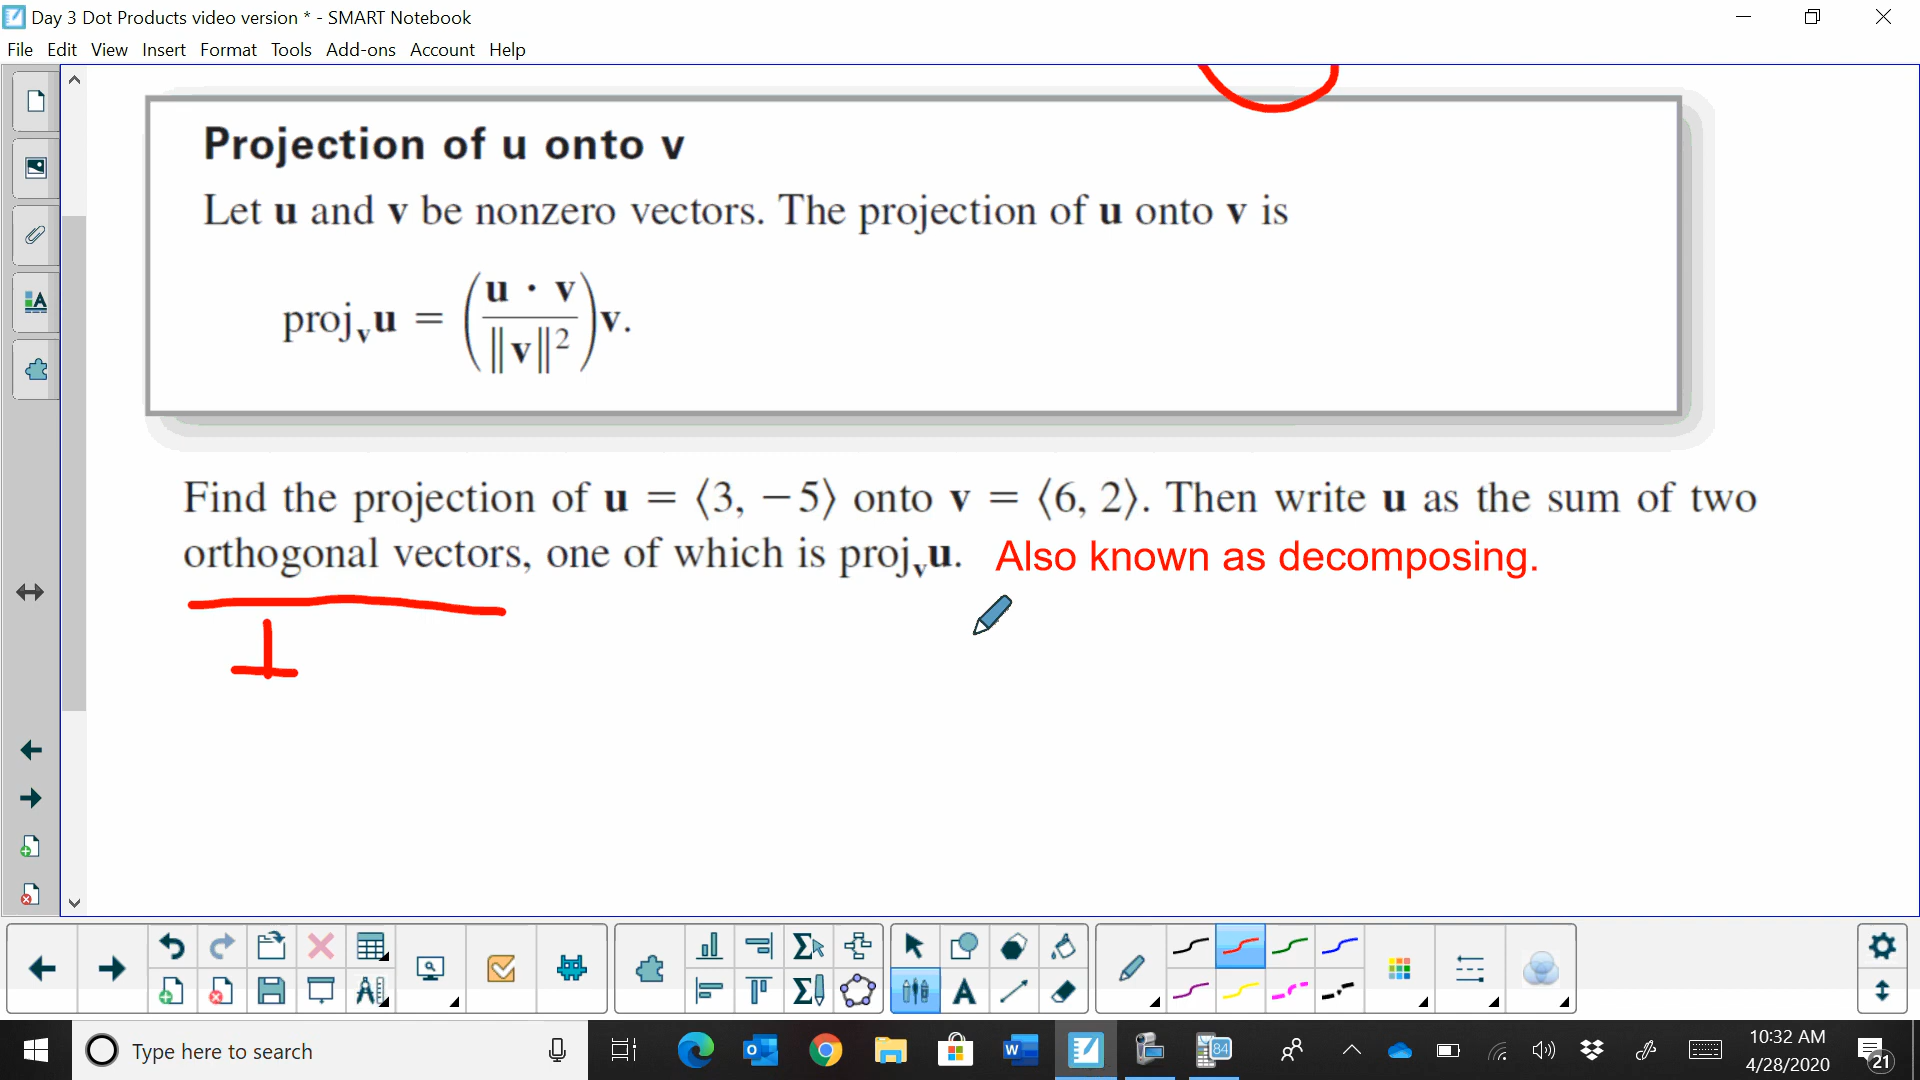 Day 3 Dot Products video version * - SMART Notebook
File Edit View Insert Format Tools Add-ons Account Help
Projection of u onto v
Let u and v be nonzero vectors. The projection of u onto v is
projᵥu = (u · v / ‖v‖²)v.
Find the projection of u = ⟨3, −5⟩ onto v = ⟨6, 2⟩. Then write u as the sum of two
orthogonal vectors, one of which is projᵥu. Also known as decomposing.
Type here to search
84
10:32 AM
4/28/2020
21